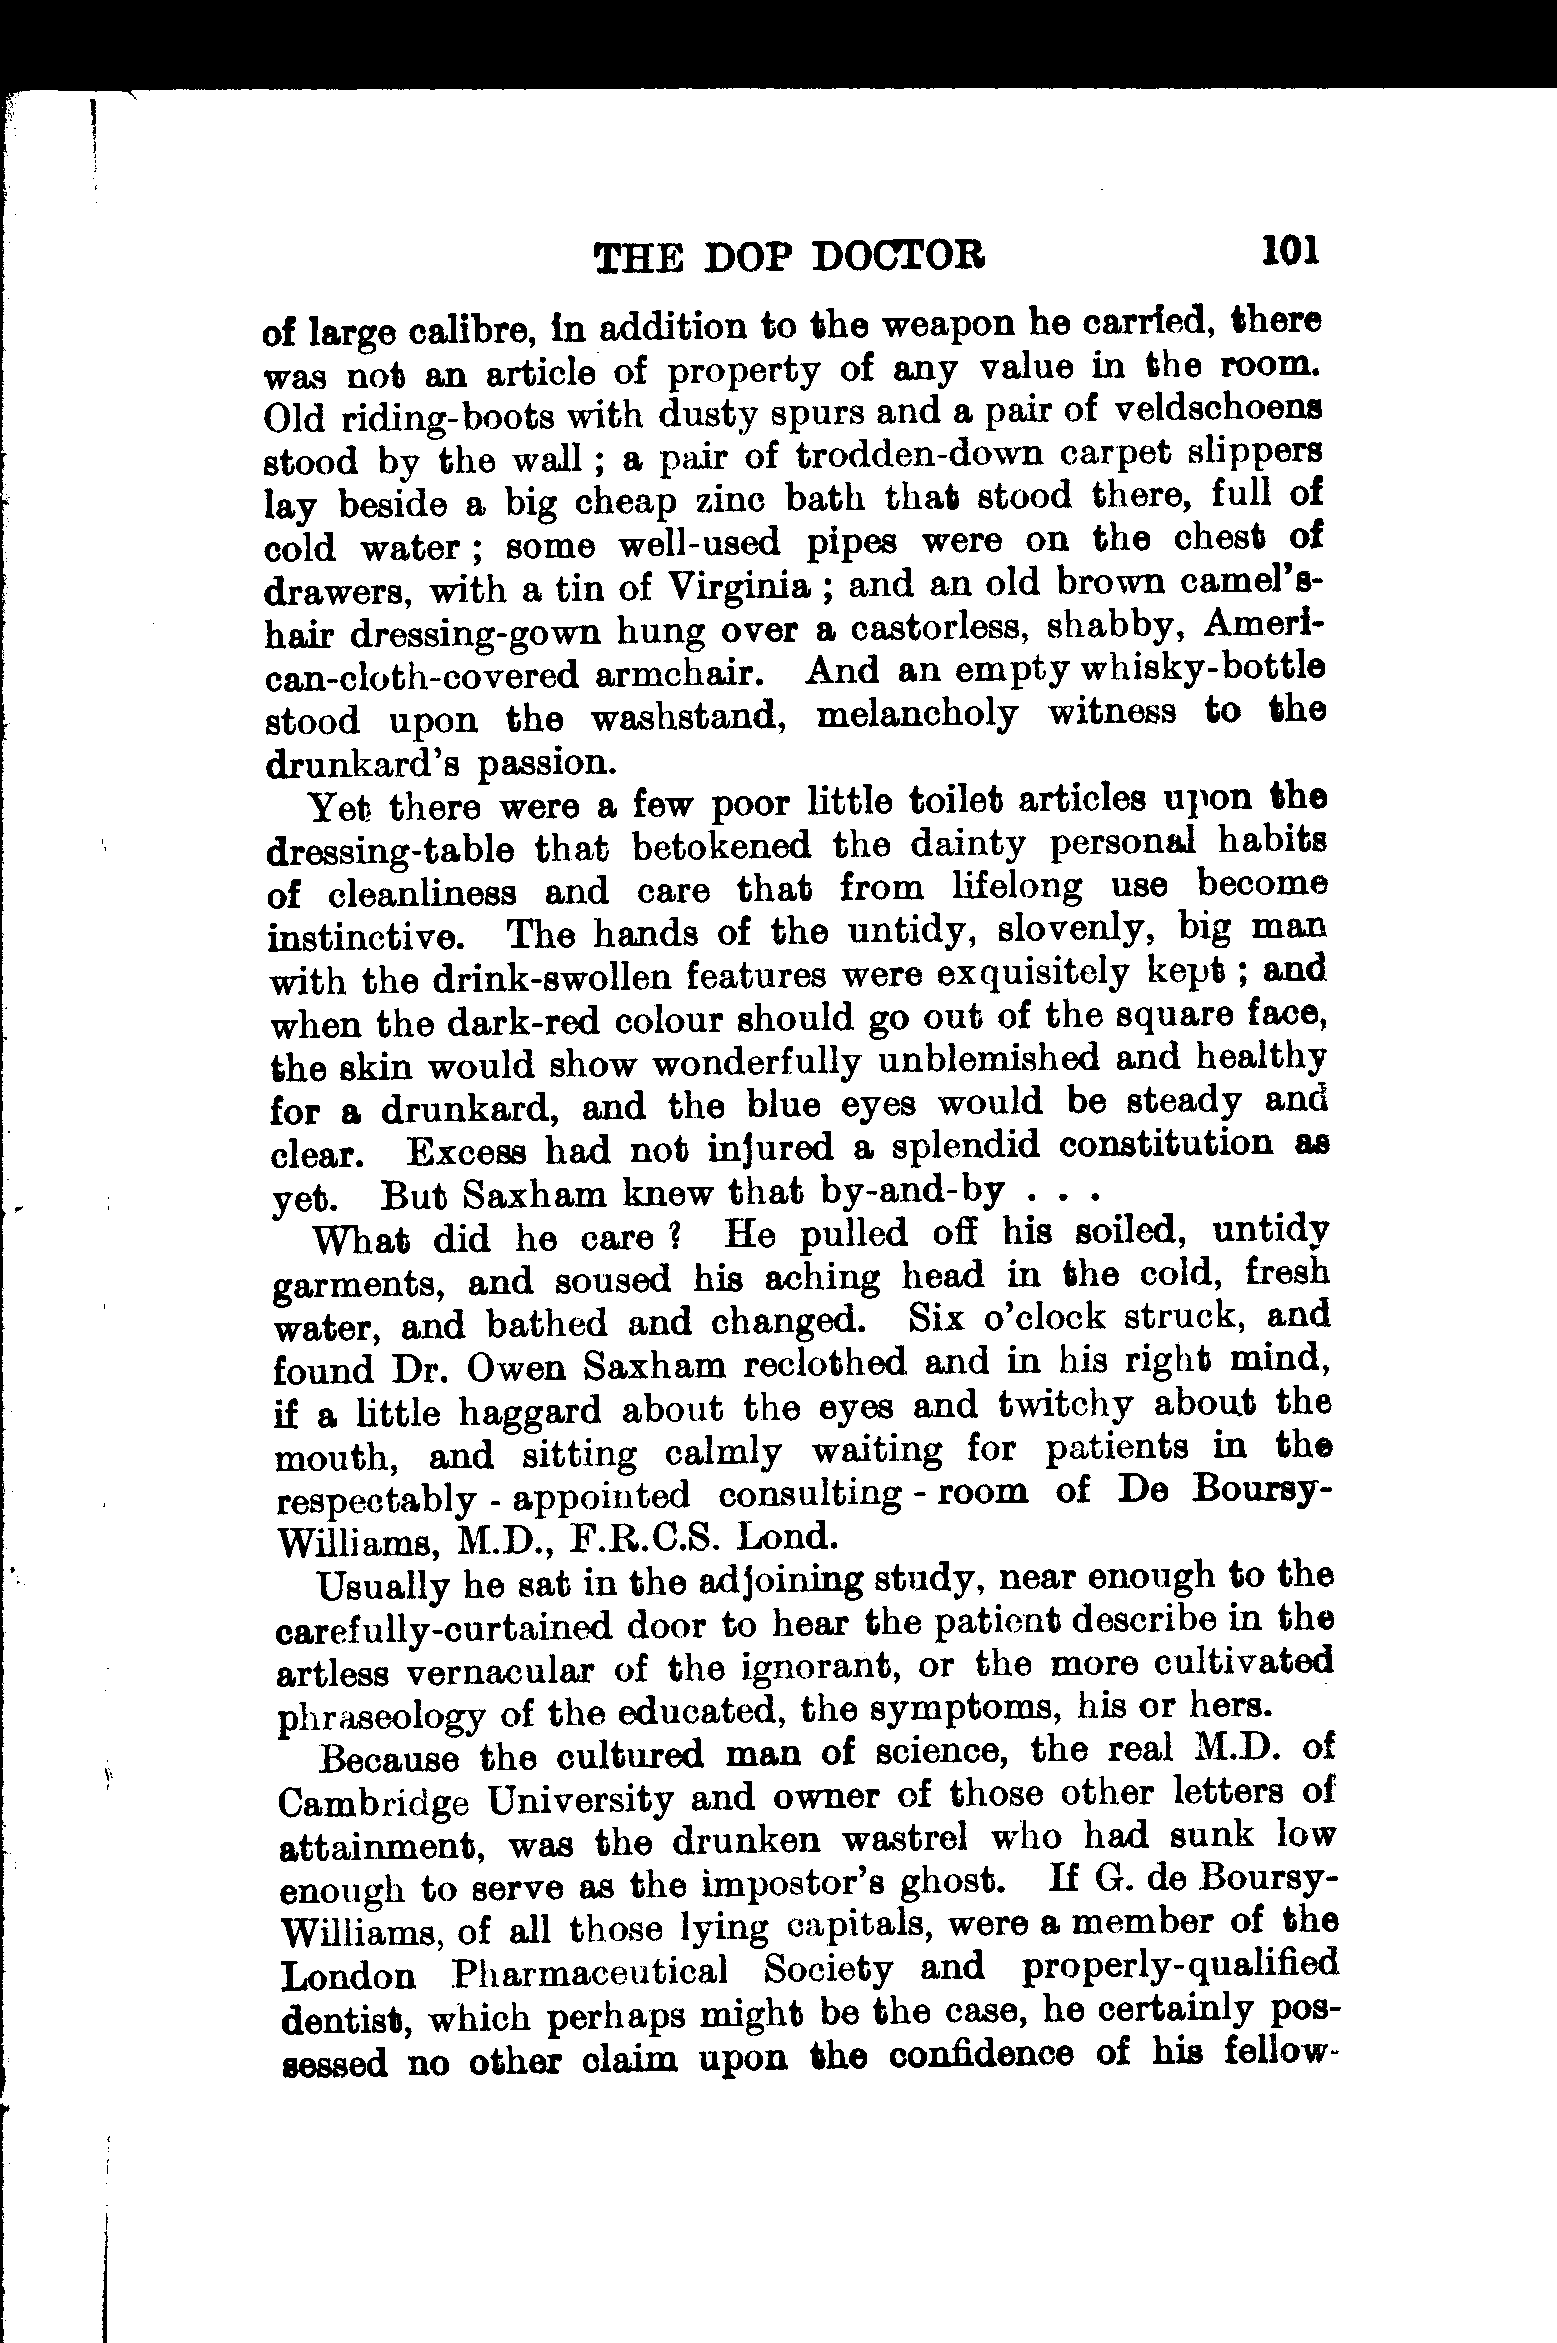 THE DOP DOCTOR 101
of large calibre, in addition to the weapon he carried, there
was not an article of property of any value in the room.
Old riding-boots with dusty spurs and a pair of veldschoens
stood by the wall ; a pair of trodden-down carpet slippers
lay beside a big cheap zinc bath that stood there, full of
cold water ; some well-used pipes were on the chest of
drawers, with a tin of Virginia ; and an old brown camel's-
hair dressing-gown hung over a castorless, shabby, Ameri-
can-cloth-covered armchair. And an empty whisky-bottle
stood upon the washstand, melancholy witness to the
drunkard's passion.
Yet there were a few poor little toilet articles upon the
dressing-table that betokened the dainty personal habits
of cleanliness and care that from lifelong use become
instinctive. The hands of the untidy, slovenly, big man
with the drink-swollen features were exquisitely kept ; and
when the dark-red colour should go out of the square face,
the skin would show wonderfully unblemished and healthy
for a drunkard, and the blue eyes would be steady and
clear. Excess had not injured a splendid constitution as
yet. But Saxham knew that by-and-by . . .
What did he care ? He pulled off his soiled, untidy
garments, and soused his aching head in the cold, fresh
water, and bathed and changed. Six o'clock struck, and
found Dr. Owen Saxham reclothed and in his right mind,
if a little haggard about the eyes and twitchy about the
mouth, and sitting calmly waiting for patients in the
respectably - appointed consulting - room of De Boursy-
Williams, M.D., F.R.C.S. Lond.
Usually he sat in the adjoining study, near enough to the
carefully-curtained door to hear the patient describe in the
artless vernacular of the ignorant, or the more cultivated
phraseology of the educated, the symptoms, his or hers.
Because the cultured man of science, the real M.D. of
Cambridge University and owner of those other letters of
attainment, was the drunken wastrel who had sunk low
enough to serve as the impostor's ghost. If G. de Boursy-
Williams, of all those lying capitals, were a member of the
London Pharmaceutical Society and properly-qualified
dentist, which perhaps might be the case, he certainly pos-
sessed no other claim upon the confidence of his fellow-